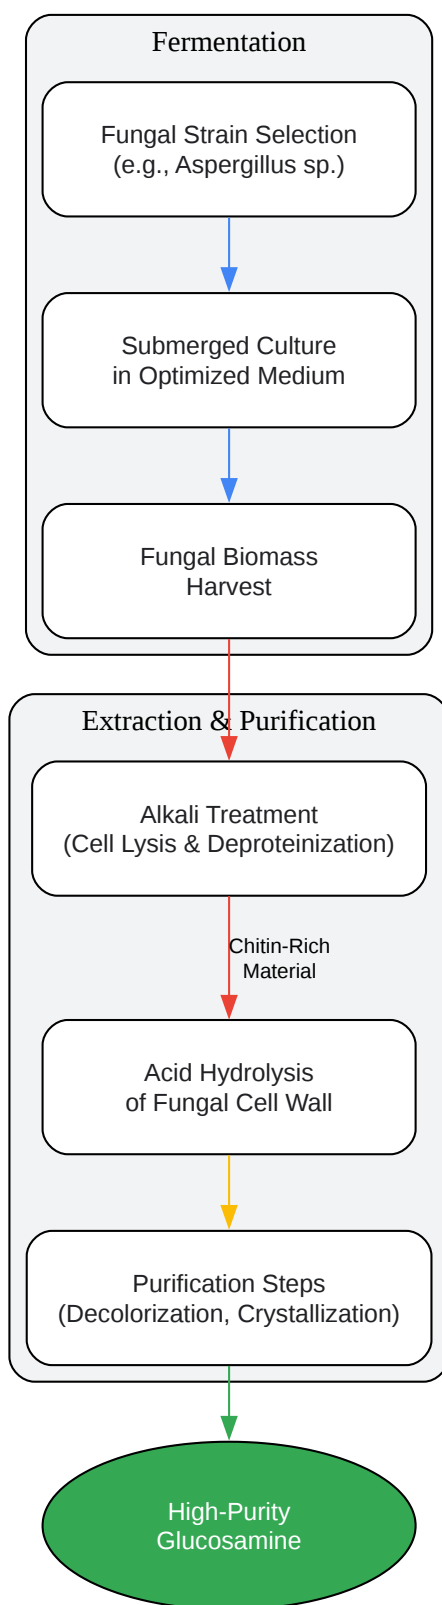 Fermentation
Fungal Strain Selection
(e.g., Aspergillus sp.)
Submerged Culture
in Optimized Medium
Fungal Biomass
Harvest
Extraction & Purification
Alkali Treatment
(Cell Lysis & Deproteinization)
Chitin-Rich
Material
Acid Hydrolysis
of Fungal Cell Wall
Purification Steps
(Decolorization, Crystallization)
High-Purity
Glucosamine